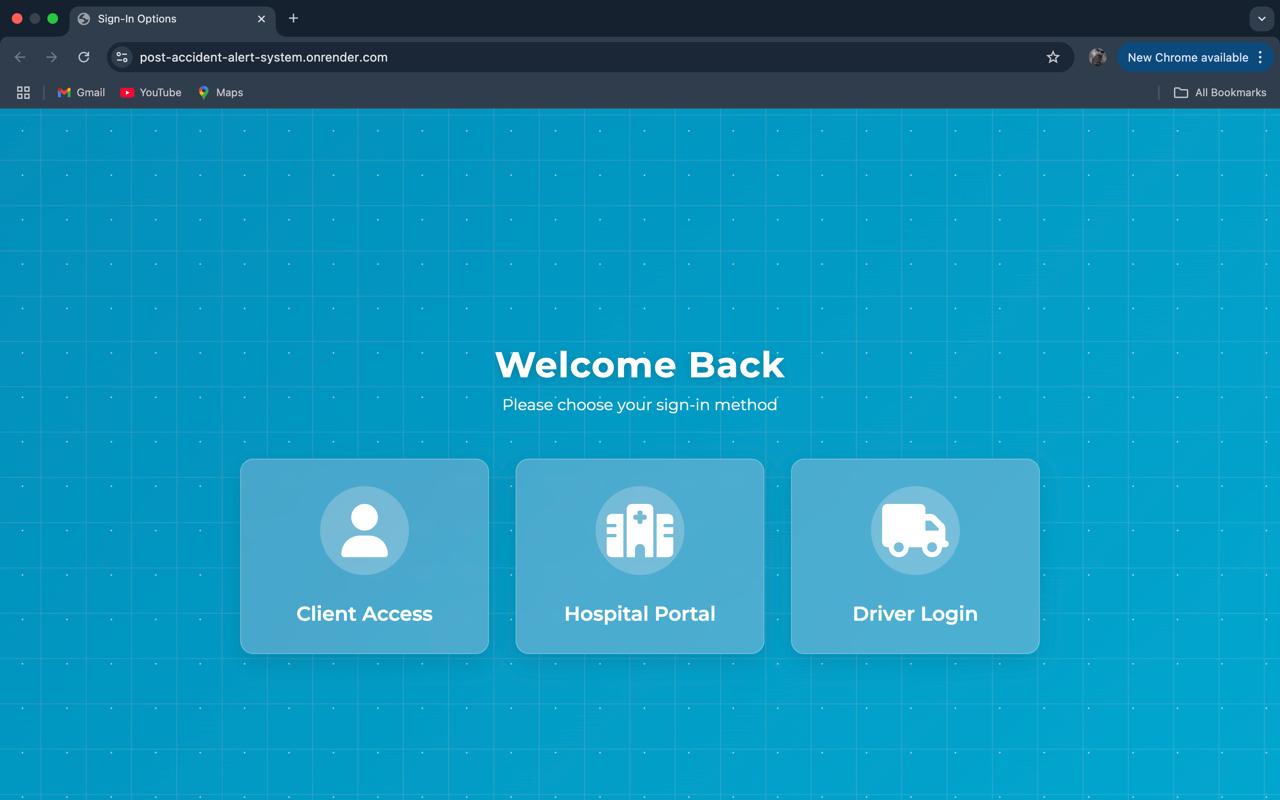 Sign-In Options
post-accident-alert-system.onrender.com
New Chrome available
Gmail
YouTube
Maps
All Bookmarks
Welcome Back
Please choose your sign-in method
Client Access
Hospital Portal
Driver Login